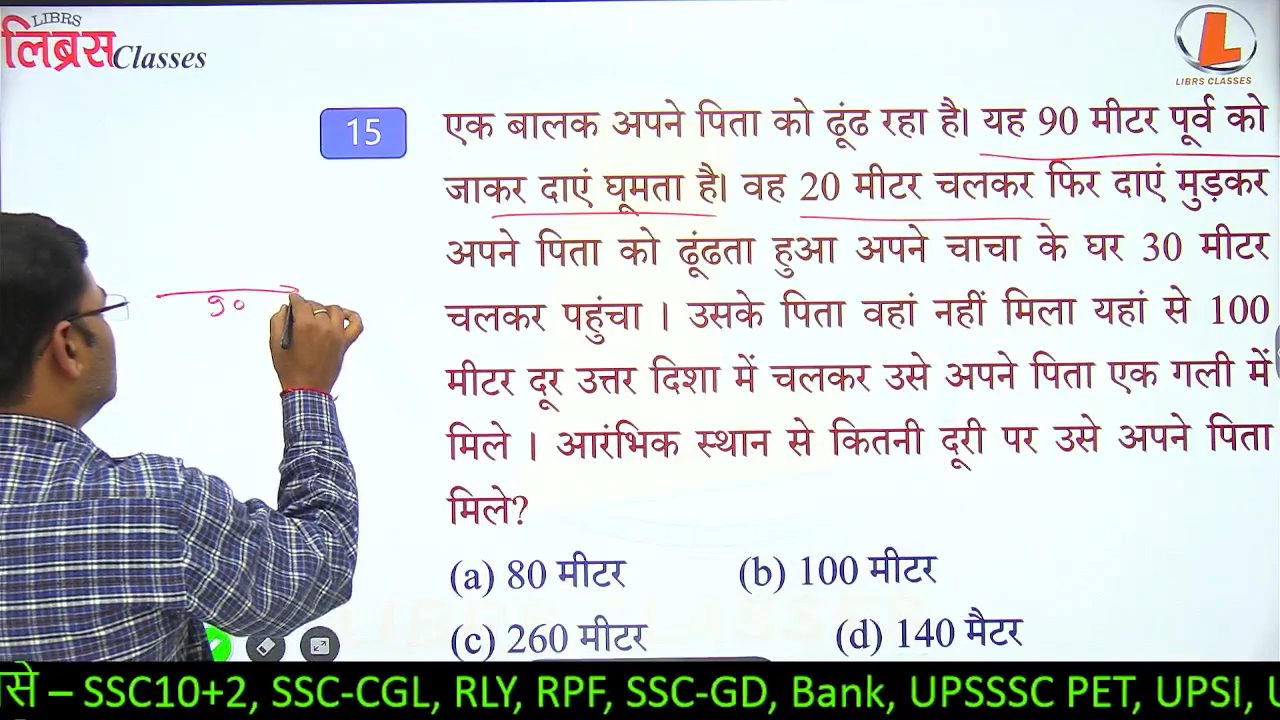 LIBRS
लिब्रस Classes
L
LIBRS CLASSES
15
एक बालक अपने पिता को ढूंढ रहा है। यह 90 मीटर पूर्व को
जाकर दाएं घूमता है। वह 20 मीटर चलकर फिर दाएं मुड़कर
अपने पिता को ढूंढता हुआ अपने चाचा के घर 30 मीटर
चलकर पहुंचा । उसके पिता वहां नहीं मिला यहां से 100
मीटर दूर उत्तर दिशा में चलकर उसे अपने पिता एक गली में
मिले । आरंभिक स्थान से कितनी दूरी पर उसे अपने पिता
मिले?
90
(a) 80 मीटर (b) 100 मीटर
(c) 260 मीटर (d) 140 मैटर
से – SSC10+2, SSC-CGL, RLY, RPF, SSC-GD, Bank, UPSSSC PET, UPSI,